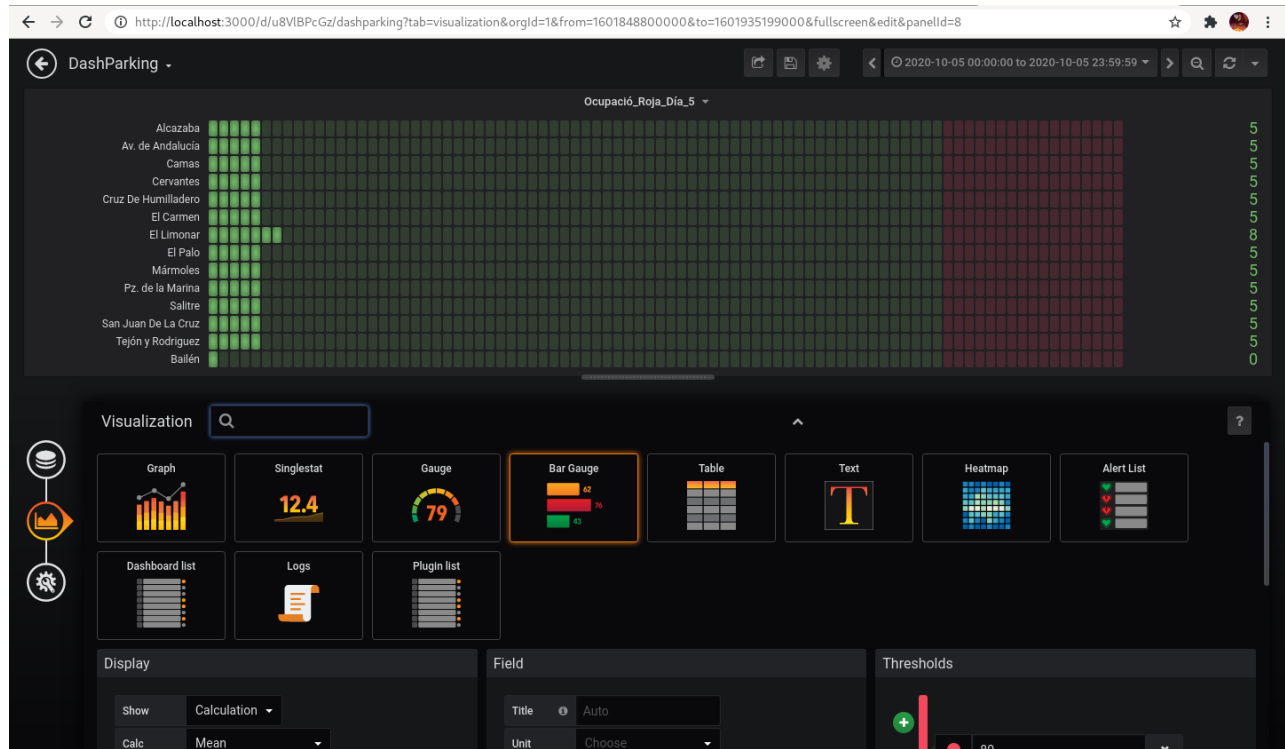 http://localhost:3000/d/u8VlBPcGz/dashparking?tab=visualization&orgId=1&from=1601848800000&to=1601935199000&fullscreen&edit&panelId=8
DashParking
2020-10-05 00:00:00 to 2020-10-05 23:59:59
Ocupació_Roja_Día_5
Alcazaba 5
Av. de Andalucía 5
Camas 5
Cervantes 5
Cruz De Humilladero 5
El Carmen 5
El Limonar 8
El Palo 5
Mármoles 5
Pz. de la Marina 5
Salitre 5
San Juan De La Cruz 5
Tejón y Rodriguez 5
Bailén 0
Visualization ?
Graph Singlestat Gauge Bar Gauge Table Text Heatmap Alert List
12.4 79 62 76 43 T
Dashboard list Logs Plugin list
Display Field Thresholds
Show Calculation Title Auto
Calc Mean Unit Choose 80